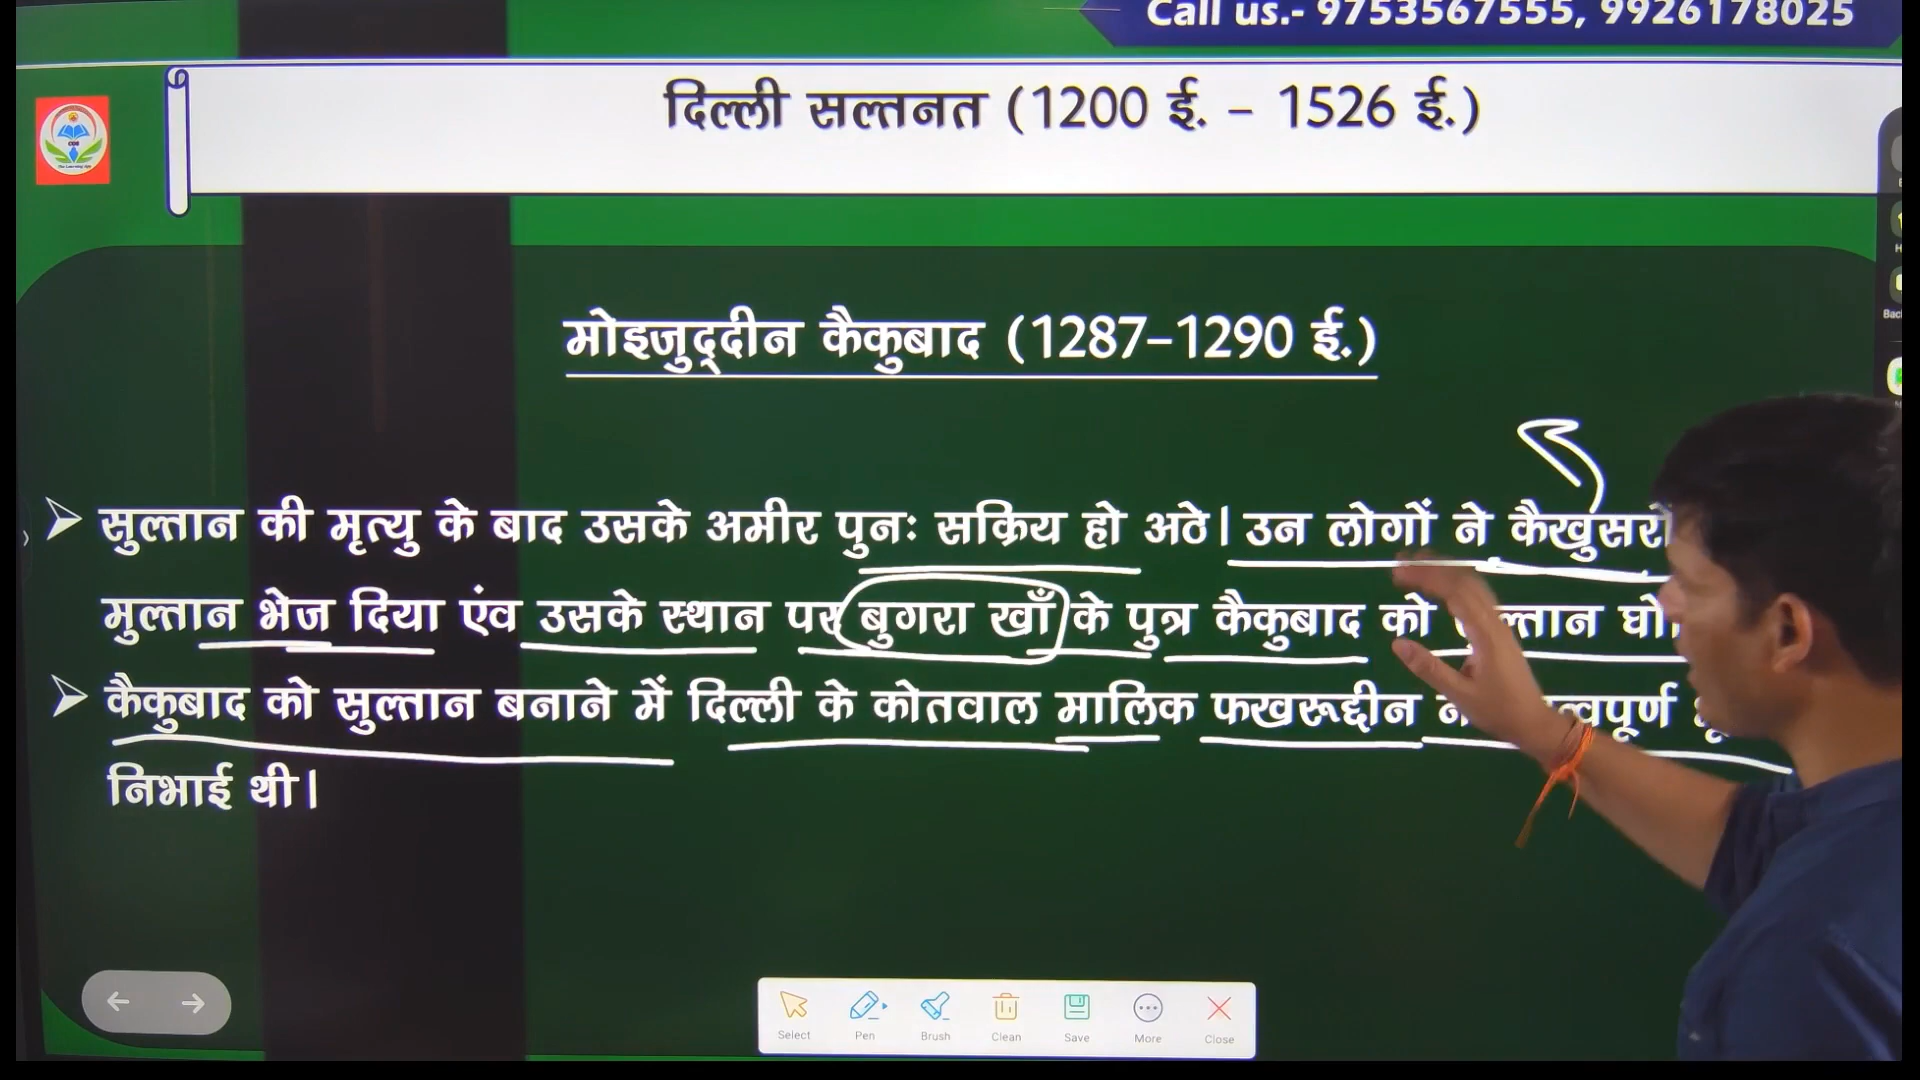 Call us.- 9753567555, 9926178025
दिल्ली सल्तनत (1200 ई. – 1526 ई.)
मोइजुद्दीन कैकुबाद (1287–1290 ई.)
सुल्तान की मृत्यु के बाद उसके अमीर पुनः सक्रिय हो अठे। उन लोगों ने कैखुसरो
मुल्तान भेज दिया एंव उसके स्थान पर बुगरा खाँ के पुत्र कैकुबाद को
कैकुबाद को सुल्तान बनाने में दिल्ली के कोतवाल मालिक फखरूद्दीन
निभाई थी।
Select Pen Brush Clean Save More Close